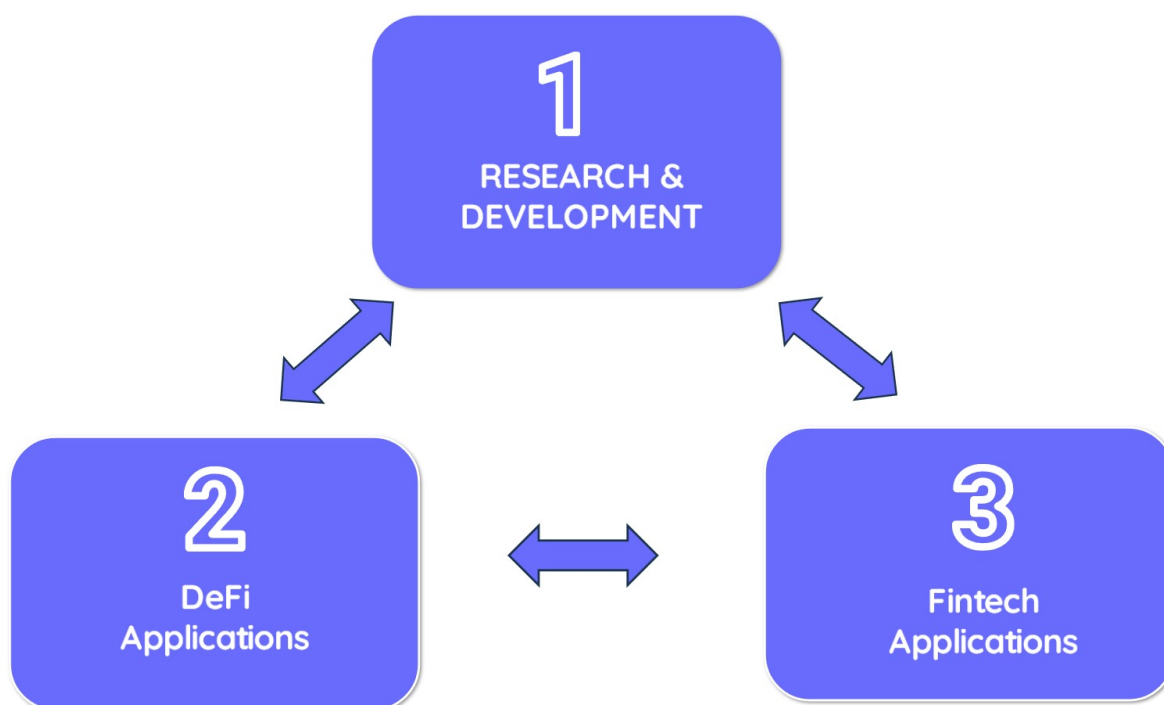 1
RESEARCH &
DEVELOPMENT
2
DeFi
Applications
3
Fintech
Applications